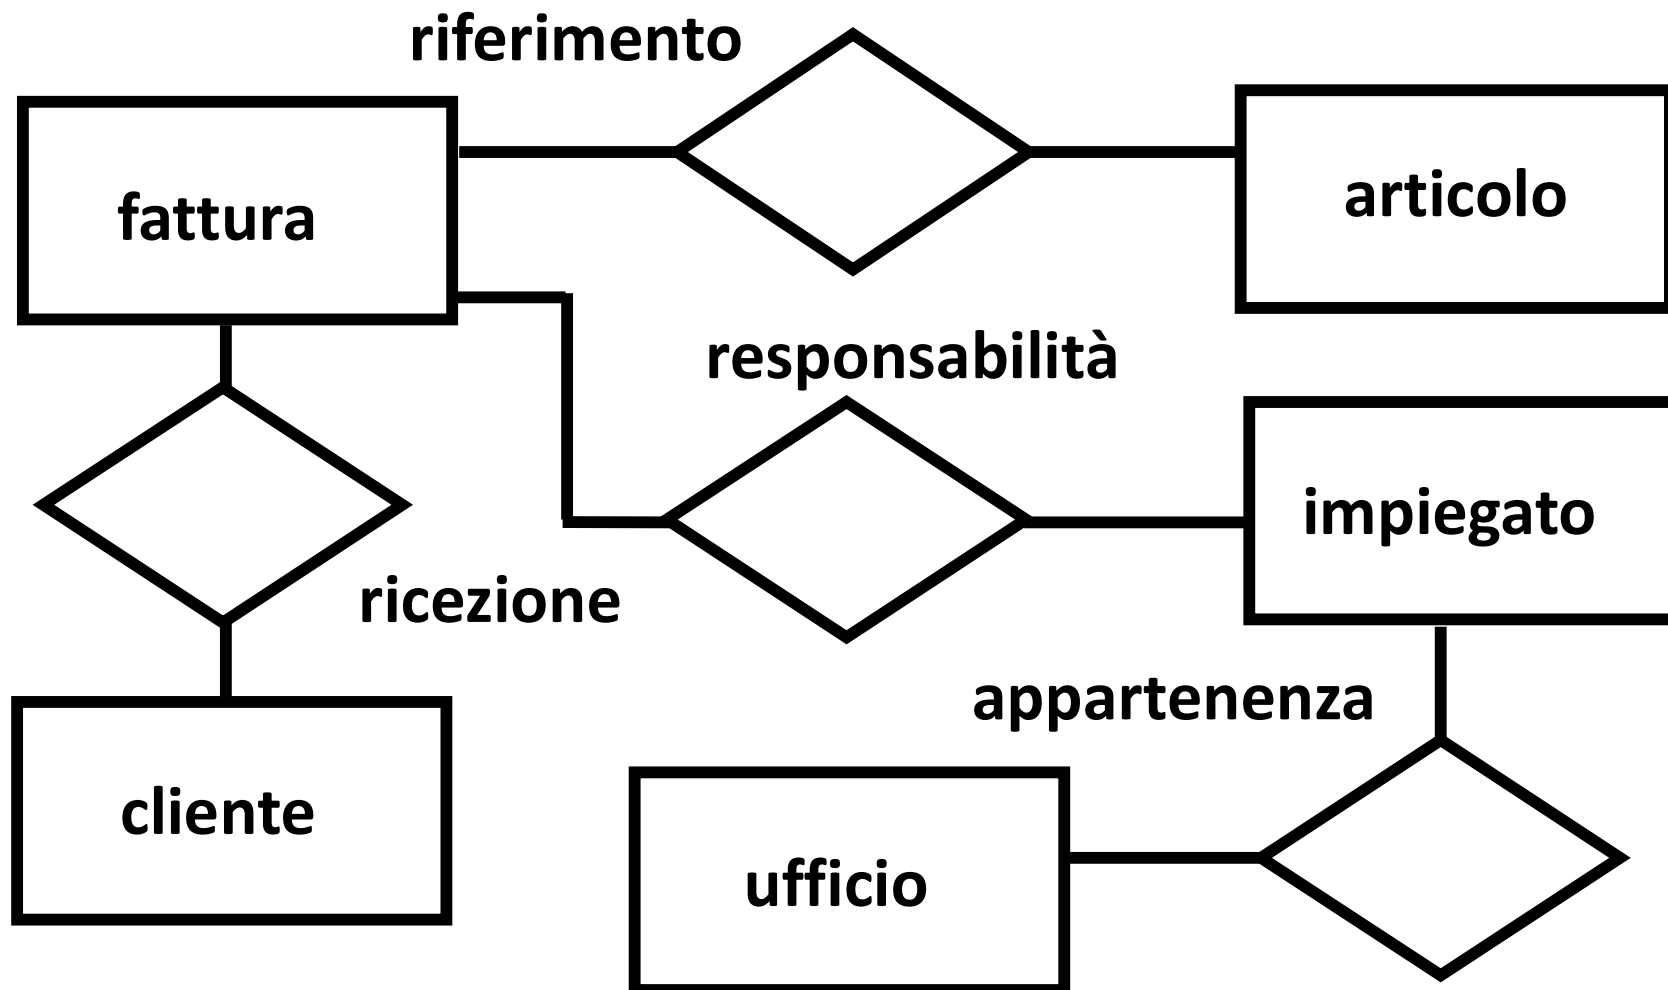 riferimento
articolo
fattura
responsabilità
impiegato
ricezione
appartenenza
cliente
ufficio